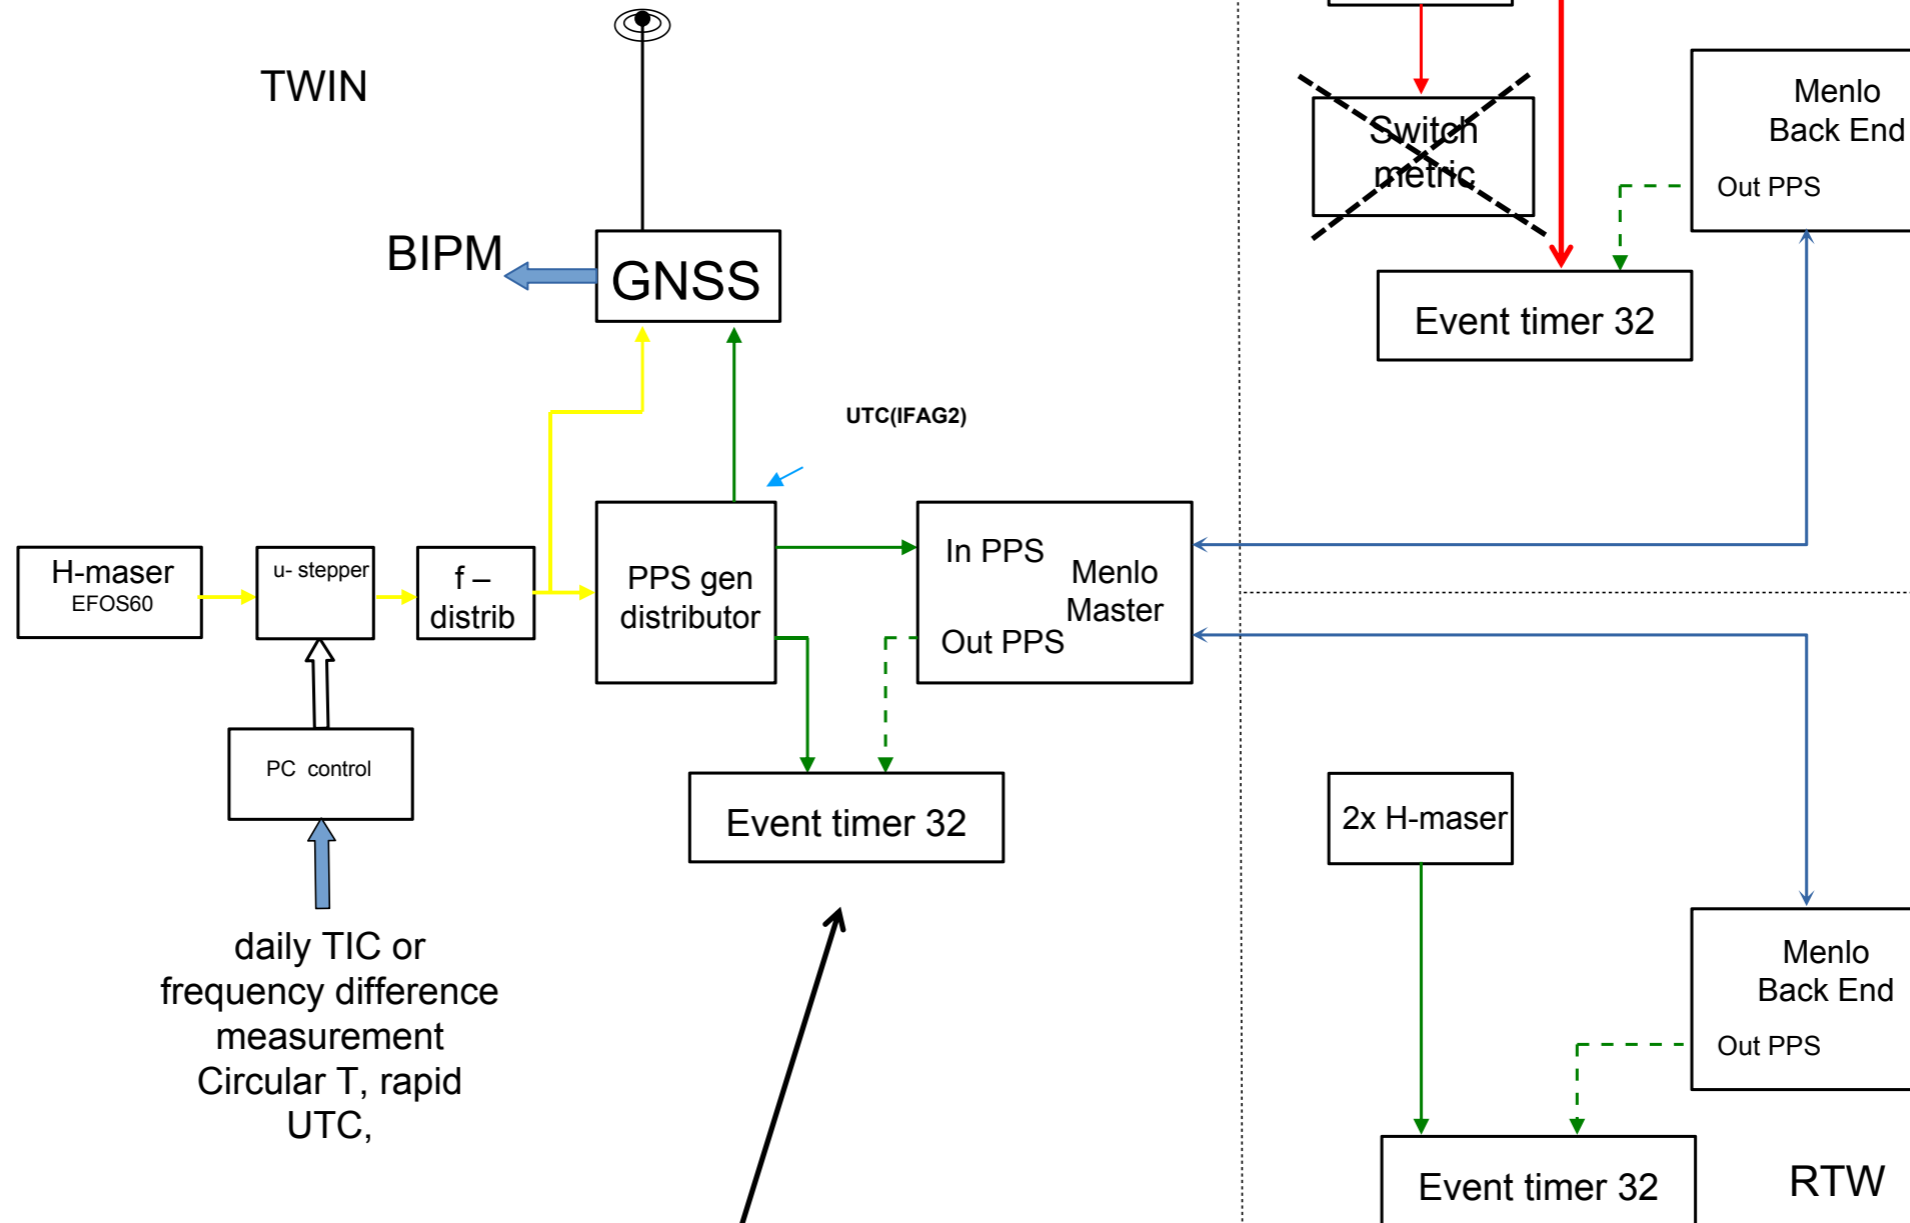 TWIN
BIPM
GNSS
UTC(IFAG2)
H-maser
EFOS60
u- stepper
f –
distrib
PPS gen
distributor
In PPS
Menlo
Master
Out PPS
PC control
Event timer 32
daily TIC or
frequency difference
measurement
Circular T, rapid
UTC,
Switch
metric
Menlo
Back End
Out PPS
Event timer 32
2x H-maser
Menlo
Back End
Out PPS
Event timer 32
RTW